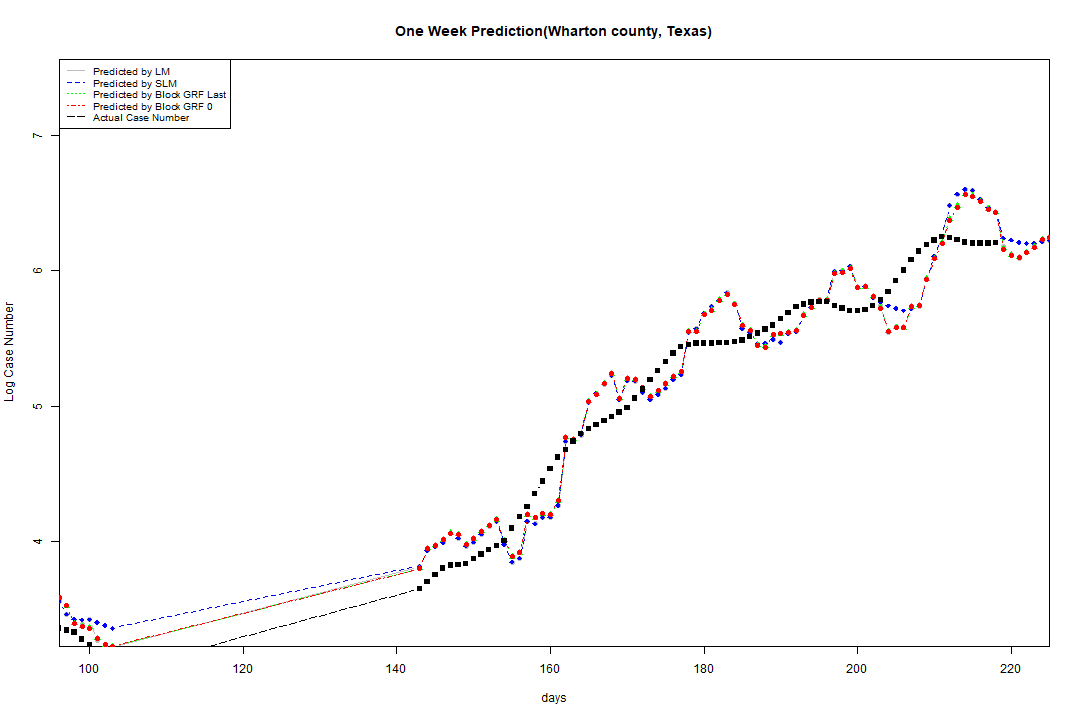 One Week Prediction(Wharton county, Texas)
Predicted by LM
Predicted by SLM
Predicted by Block GRF Last
Predicted by Block GRF 0
Actual Case Number
7
6
5
4
Log Case Number
100 120 140 160 180 200 220
days